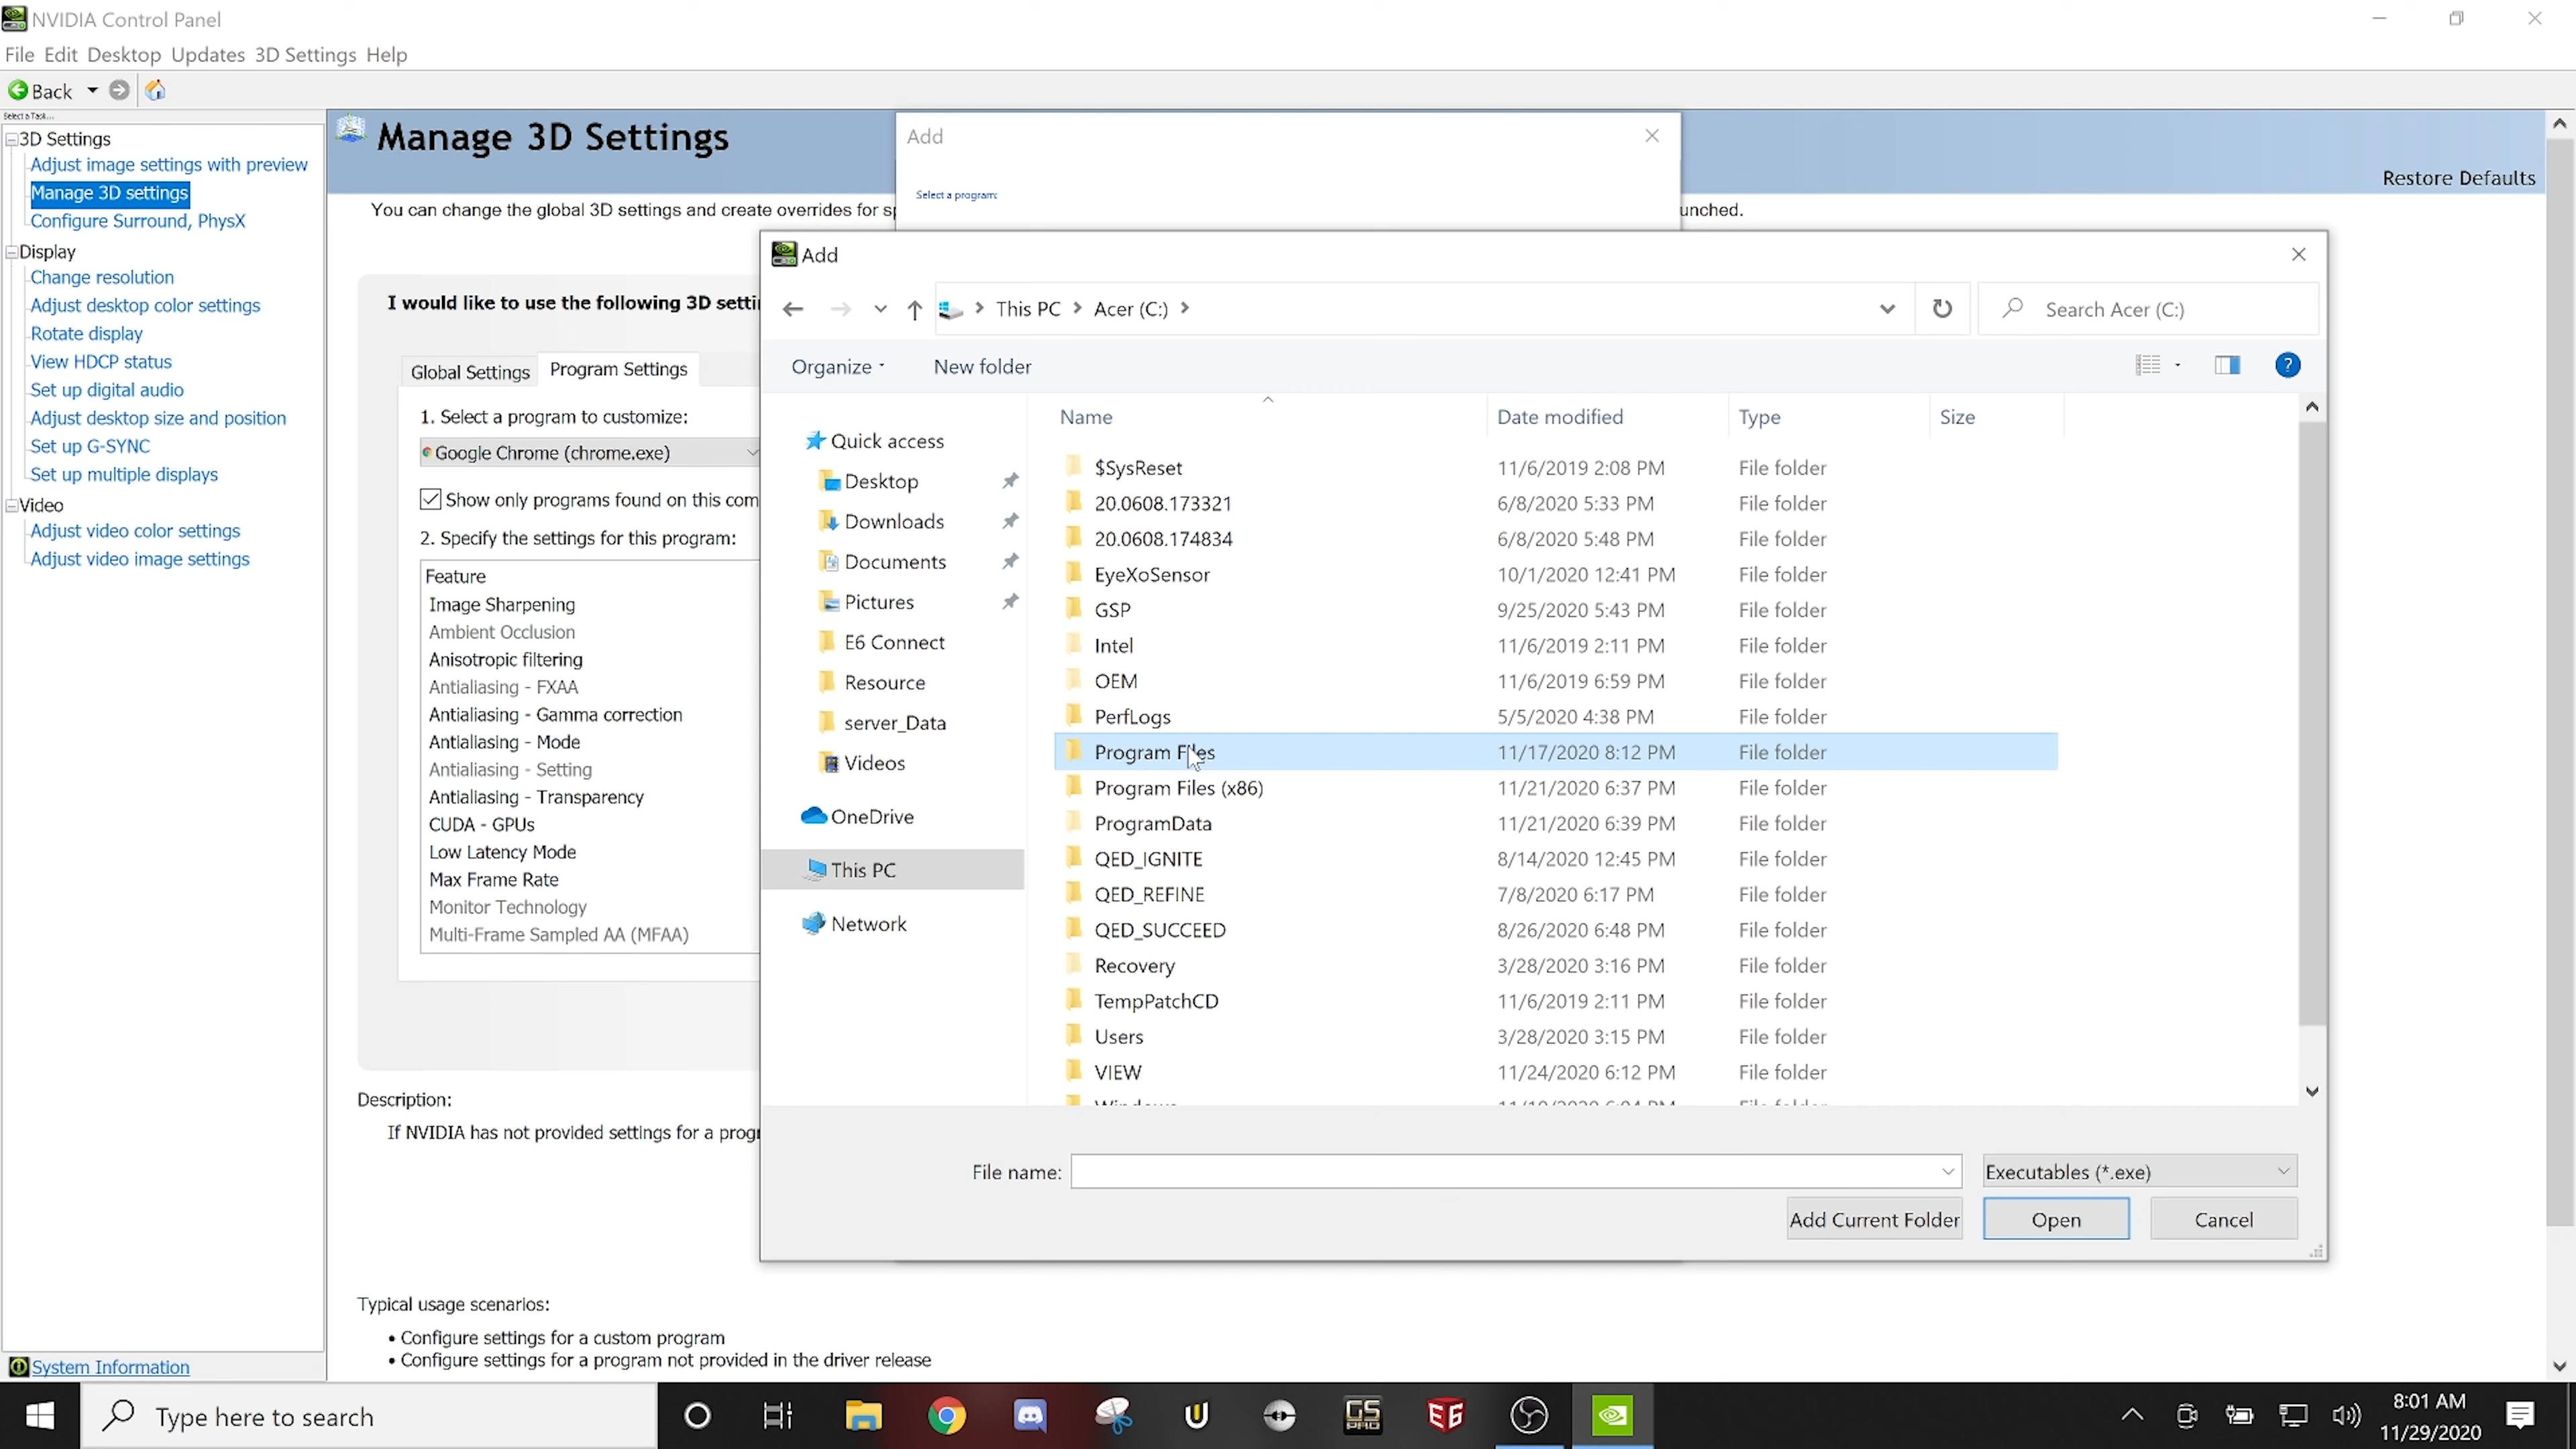 NVIDIA Control Panel
File Edit Desktop Updates 3D Settings Help
Back
Select a Task...
3D Settings
Adjust image settings with preview
Manage 3D settings
Configure Surround, PhysX
Display
Change resolution
Adjust desktop color settings
Rotate display
View HDCP status
Set up digital audio
Adjust desktop size and position
Set up G-SYNC
Set up multiple displays
Video
Adjust video color settings
Adjust video image settings
System Information
Manage 3D Settings
Restore Defaults
You can change the global 3D settings and create overrides for sp
unched.
I would like to use the following 3D setti
Global Settings
Program Settings
1. Select a program to customize:
Google Chrome (chrome.exe)
Show only programs found on this com
2. Specify the settings for this program:
Feature
Image Sharpening
Ambient Occlusion
Anisotropic filtering
Antialiasing - FXAA
Antialiasing - Gamma correction
Antialiasing - Mode
Antialiasing - Setting
Antialiasing - Transparency
CUDA - GPUs
Low Latency Mode
Max Frame Rate
Monitor Technology
Multi-Frame Sampled AA (MFAA)
Description:
If NVIDIA has not provided settings for a progr
Typical usage scenarios:
• Configure settings for a custom program
• Configure settings for a program not provided in the driver release
Add
Select a program:
Add
This PC > Acer (C:) >
Search Acer (C:)
Organize
New folder
?
Quick access
Desktop
Downloads
Documents
Pictures
E6 Connect
Resource
server_Data
Videos
OneDrive
This PC
Network
Name Date modified Type Size
$SysReset 11/6/2019 2:08 PM File folder
20.0608.173321 6/8/2020 5:33 PM File folder
20.0608.174834 6/8/2020 5:48 PM File folder
EyeXoSensor 10/1/2020 12:41 PM File folder
GSP 9/25/2020 5:43 PM File folder
Intel 11/6/2019 2:11 PM File folder
OEM 11/6/2019 6:59 PM File folder
PerfLogs 5/5/2020 4:38 PM File folder
Program Files 11/17/2020 8:12 PM File folder
Program Files (x86) 11/21/2020 6:37 PM File folder
ProgramData 11/21/2020 6:39 PM File folder
QED_IGNITE 8/14/2020 12:45 PM File folder
QED_REFINE 7/8/2020 6:17 PM File folder
QED_SUCCEED 8/26/2020 6:48 PM File folder
Recovery 3/28/2020 3:16 PM File folder
TempPatchCD 11/6/2019 2:11 PM File folder
Users 3/28/2020 3:15 PM File folder
VIEW 11/24/2020 6:12 PM File folder
File name:
Executables (*.exe)
Add Current Folder
Open
Cancel
Type here to search
GS PRO
E6
8:01 AM
11/29/2020